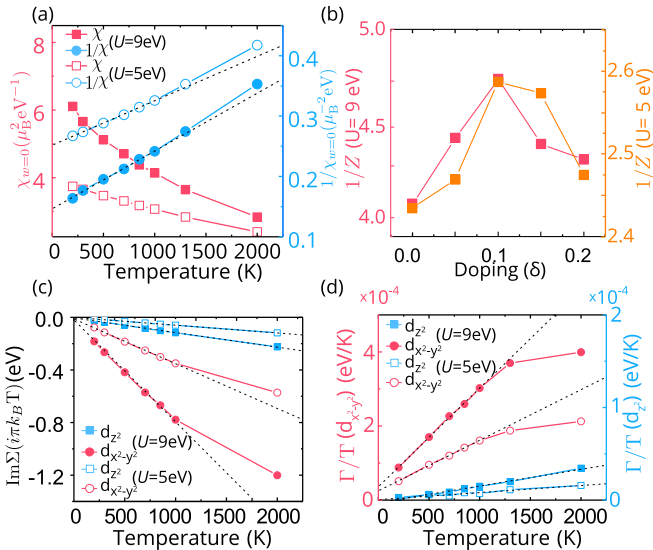 (a)
χ
1/χ
(U=9eV)
χ
1/χ
(U=5eV)
8
6
4
χw=0(μB²eV⁻¹)
0.4
0.3
0.2
0.1
1/χw=0(μB⁻²eV)
500 1000 1500 2000
Temperature (K)
(b)
5.0
4.5
4.0
1/Z (U= 9 eV)
2.6
2.5
2.4
1/Z (U= 5 eV)
0.0 0.1 0.2
Doping (δ)
(c)
0.0
-0.4
-0.8
-1.2
ImΣ(iπkBT)(eV)
dz²
dx²-y²
(U=9eV)
dz²
dx²-y²
(U=5eV)
0 500 1000 1500 2000
Temperature (K)
(d)
×10⁻⁴
×10⁻⁴
dz²
dx²-y²
(U=9eV)
dz²
dx²-y²
(U=5eV)
4
2
0
Γ/T (dx²-y²) (eV/K)
2
1
0
Γ/T (dz²) (eV/K)
500 1000 1500 2000
Temperature (K)